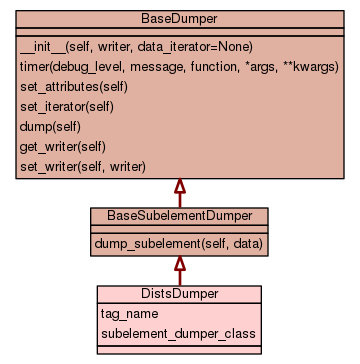 BaseDumper
__init__(self, writer, data_iterator=None)
timer(debug_level, message, function, *args, **kwargs)
set_attributes(self)
set_iterator(self)
dump(self)
get_writer(self)
set_writer(self, writer)
BaseSubelementDumper
dump_subelement(self, data)
DistsDumper
tag_name
subelement_dumper_class